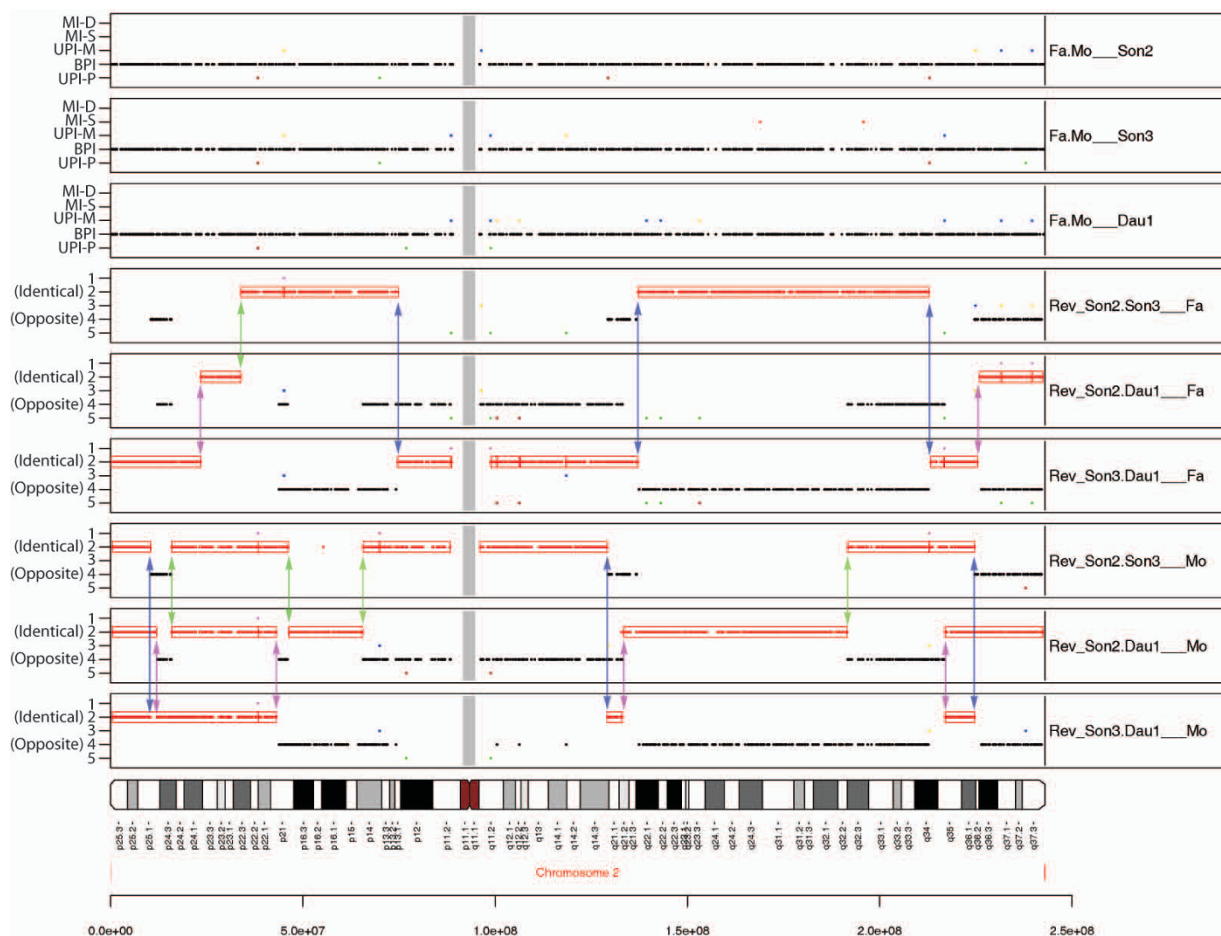 MI-D
MI-S
UPI-M
BPI
UPI-P
Fa.Mo___Son2
MI-D
MI-S
UPI-M
BPI
UPI-P
Fa.Mo___Son3
MI-D
MI-S
UPI-M
BPI
UPI-P
Fa.Mo___Dau1
1
(Identical) 2
3
(Opposite) 4
5
Rev_Son2.Son3___Fa
1
(Identical) 2
3
(Opposite) 4
5
Rev_Son2.Dau1___Fa
1
(Identical) 2
3
(Opposite) 4
5
Rev_Son3.Dau1___Fa
1
(Identical) 2
3
(Opposite) 4
5
Rev_Son2.Son3___Mo
1
(Identical) 2
3
(Opposite) 4
5
Rev_Son2.Dau1___Mo
1
(Identical) 2
3
(Opposite) 4
5
Rev_Son3.Dau1___Mo
p25.3- p25.2- p25.1- p24.3- p24.2- p24.1- p23.3- p23.2- p23.1- p22.3- p22.2- p22.1- p21- p16.3- p16.2- p16.1- p15- p14- p13.1- p12- p11.2- p11.1- q11.1- q11.2- q12.1- q12.2- q12.3- q13- q14.1- q14.2- q14.3- q21.1- q21.2- q21.3- q22.1- q22.2- q22.3- q23.3- q24.1- q24.2- q24.3- q31.1- q31.2- q31.3- q32.1- q32.2- q32.3- q33.1- q33.2- q33.3- q34- q35- q36.1- q36.2- q36.3- q37.1- q37.2- q37.3-
Chromosome 2
0.0e+00 5.0e+07 1.0e+08 1.5e+08 2.0e+08 2.5e+08